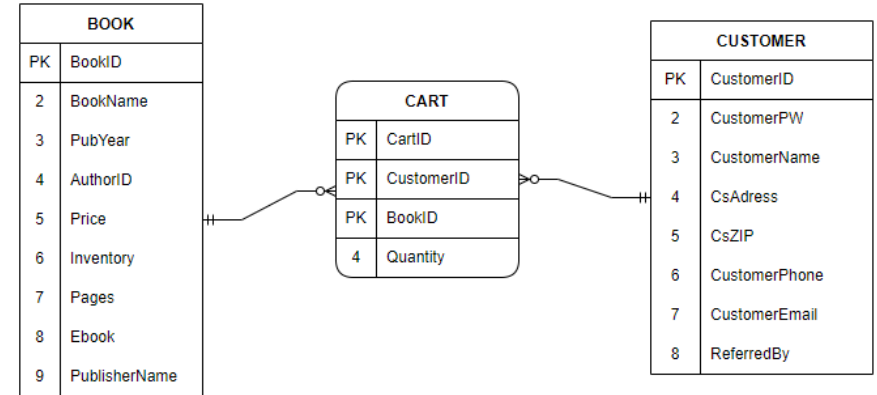 BOOK
PK BookID
2 BookName
3 PubYear
4 AuthorID
5 Price
6 Inventory
7 Pages
8 Ebook
9 PublisherName
CART
PK CartID
PK CustomerID
PK BookID
4 Quantity
CUSTOMER
PK CustomerID
2 CustomerPW
3 CustomerName
4 CsAdress
5 CsZIP
6 CustomerPhone
7 CustomerEmail
8 ReferredBy